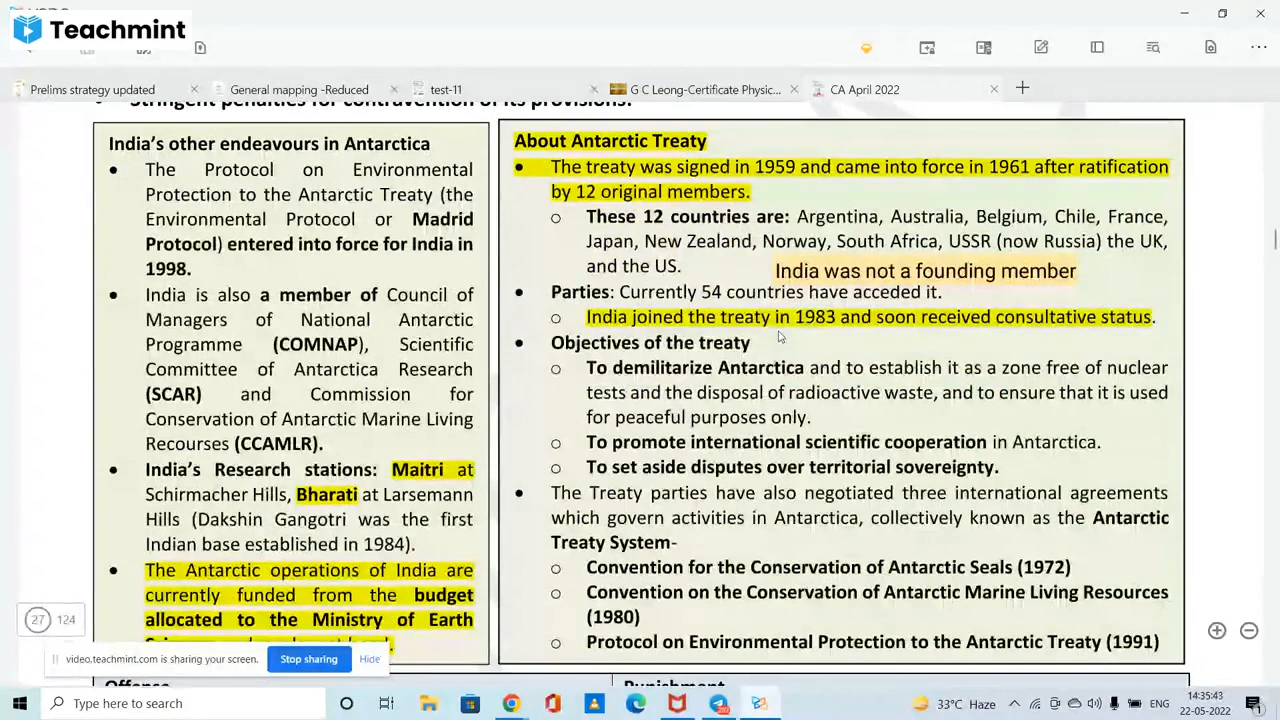 Teachmint
Prelims strategy updated
General mapping -Reduced
test-11
G C Leong-Certificate Physic...
CA April 2022
Stringent penalties for contravention of its provisions.
India's other endeavours in Antarctica
The Protocol on Environmental
Protection to the Antarctic Treaty (the
Environmental Protocol or Madrid
Protocol) entered into force for India in
1998.
India is also a member of Council of
Managers of National Antarctic
Programme (COMNAP), Scientific
Committee of Antarctica Research
(SCAR) and Commission for
Conservation of Antarctic Marine Living
Recourses (CCAMLR).
India's Research stations: Maitri at
Schirmacher Hills, Bharati at Larsemann
Hills (Dakshin Gangotri was the first
Indian base established in 1984).
The Antarctic operations of India are
currently funded from the budget
allocated to the Ministry of Earth
About Antarctic Treaty
The treaty was signed in 1959 and came into force in 1961 after ratification
by 12 original members.
These 12 countries are: Argentina, Australia, Belgium, Chile, France,
Japan, New Zealand, Norway, South Africa, USSR (now Russia) the UK,
and the US.
India was not a founding member
Parties: Currently 54 countries have acceded it.
India joined the treaty in 1983 and soon received consultative status.
Objectives of the treaty
To demilitarize Antarctica and to establish it as a zone free of nuclear
tests and the disposal of radioactive waste, and to ensure that it is used
for peaceful purposes only.
To promote international scientific cooperation in Antarctica.
To set aside disputes over territorial sovereignty.
The Treaty parties have also negotiated three international agreements
which govern activities in Antarctica, collectively known as the Antarctic
Treaty System-
Convention for the Conservation of Antarctic Seals (1972)
Convention on the Conservation of Antarctic Marine Living Resources
(1980)
Protocol on Environmental Protection to the Antarctic Treaty (1991)
27 124
video.teachmint.com is sharing your screen.
Stop sharing
Hide
Offense
Punishment
Type here to search
33°C Haze
ENG
14:35:43
22-05-2022